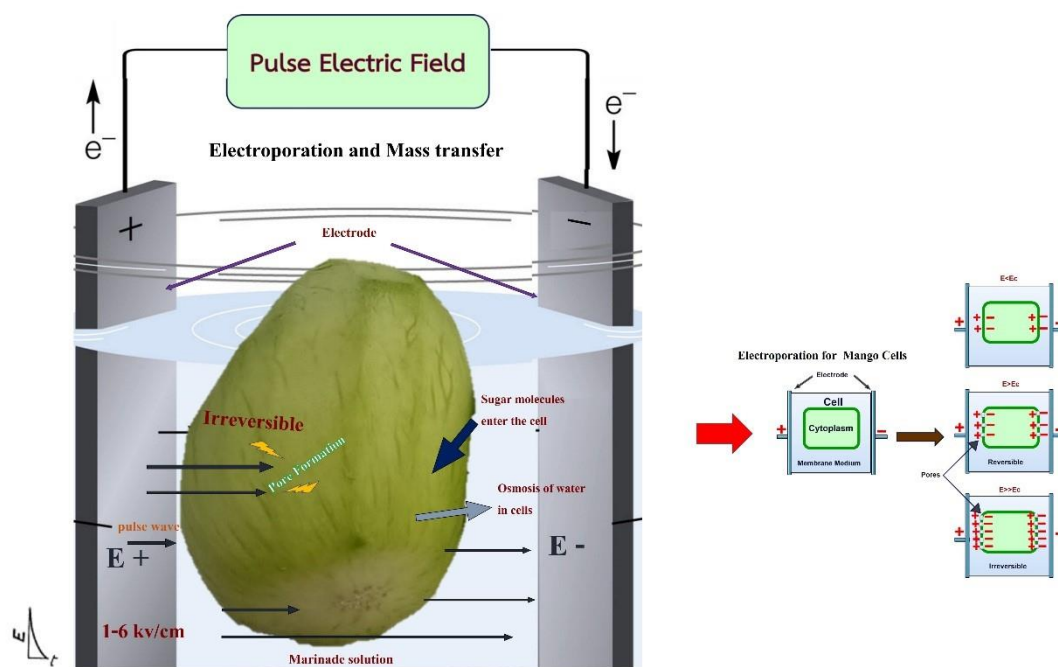 Pulse Electric Field
e−
e−
Electroporation and Mass transfer
+
−
Electrode
Irreversible
Pore Formation
Sugar molecules
enter the cell
Osmosis of water
in cells
pulse wave
E +
E -
1-6 kv/cm
Marinade solution
E
t
Electroporation for Mango Cells
Electrode
Cell
Cytoplasm
Membrane Medium
+
−
E<Ec
E>Ec
Reversible
Pores
E>>Ec
Irreversible